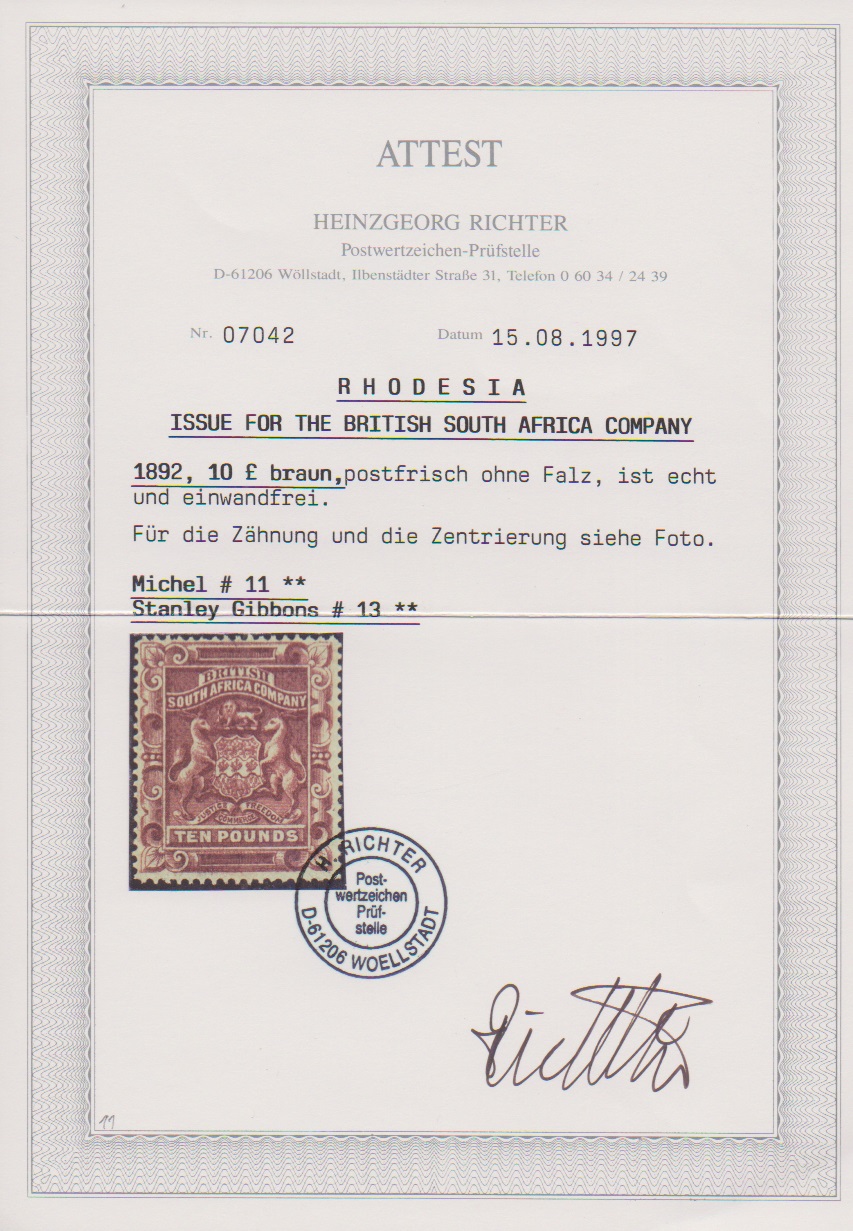 ATTEST
HEINZGEORG RICHTER
Postwertzeichen-Prüfstelle
D-61206 Wöllstadt, Ilbenstädter Straße 31, Telefon 0 60 34 / 24 39
Nr. 07042 Datum 15.08.1997
RHODESIA
ISSUE FOR THE BRITISH SOUTH AFRICA COMPANY
1892, 10 £ braun,postfrisch ohne Falz, ist echt
und einwandfrei.
Für die Zähnung und die Zentrierung siehe Foto.
Michel # 11 **
Stanley Gibbons # 13 **
BRITISH
SOUTH AFRICA COMPANY
JUSTICE FREEDOM
COMMERCE
TEN POUNDS
H. RICHTER
Post-
wertzeichen
Prüf-
stelle
D-61206 WOELLSTADT
Richter
11